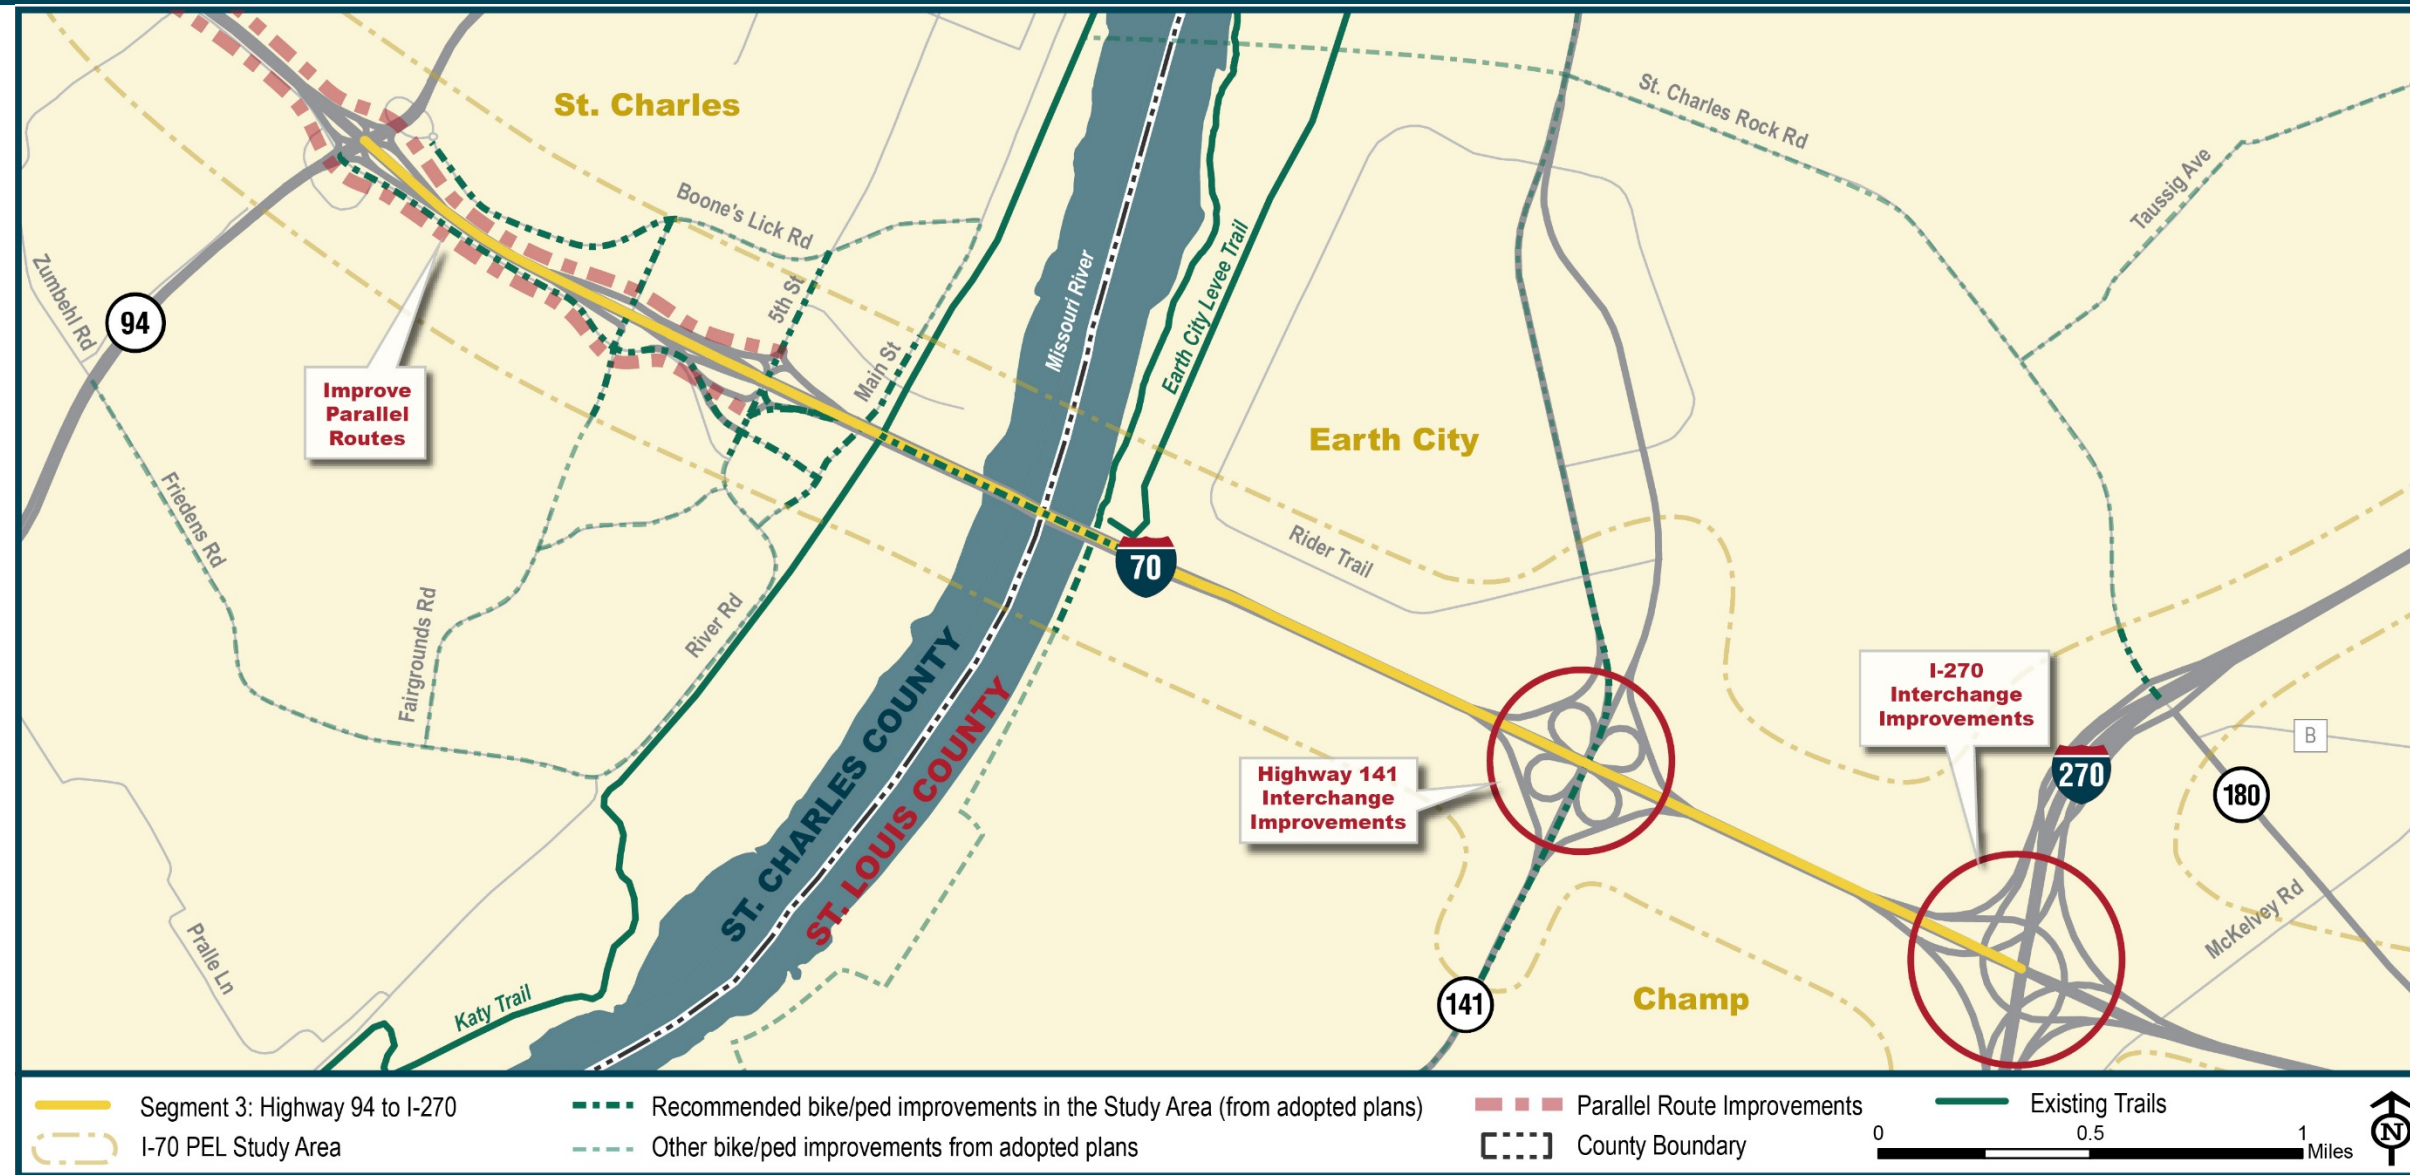 St. Charles
St. Charles Rock Rd
Taussig Ave
Boone's Lick Rd
5th St
Main St
Missouri River
Earth City Levee Trail
Zumbehl Rd
94
Improve
Parallel
Routes
Earth City
Friedens Rd
Rider Trail
70
Fairgrounds Rd
River Rd
ST. CHARLES COUNTY
ST. LOUIS COUNTY
I-270
Interchange
Improvements
B
270
180
Highway 141
Interchange
Improvements
McKelvey Rd
Pralle Ln
Katy Trail
141
Champ
Segment 3: Highway 94 to I-270
I-70 PEL Study Area
Recommended bike/ped improvements in the Study Area (from adopted plans)
Other bike/ped improvements from adopted plans
Parallel Route Improvements
County Boundary
Existing Trails
0 0.5 1
Miles
N